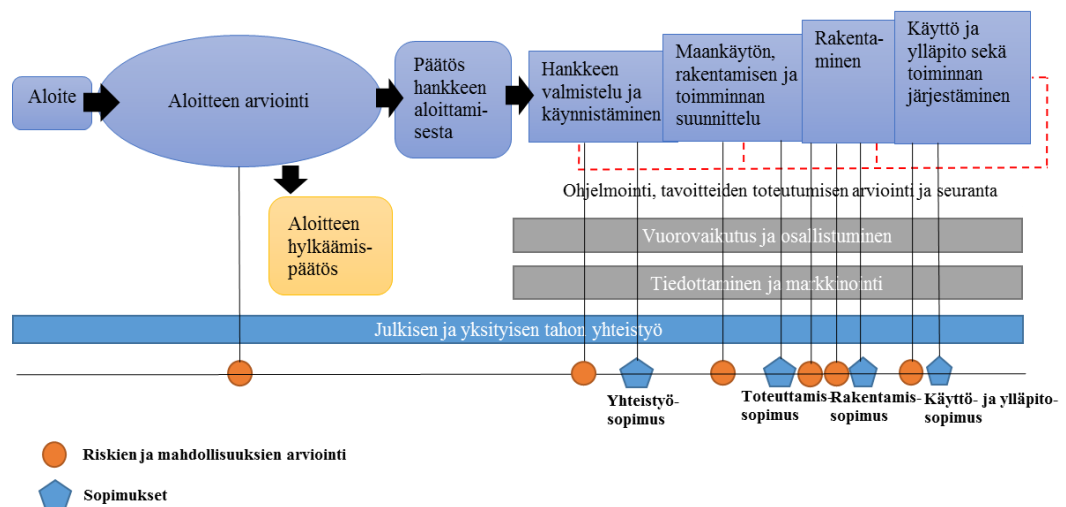 Aloite
Aloitteen arviointi
Päätös
hankkeen
aloittami-
sesta
Hankkeen
valmistelu ja
käynnistäminen
Maankäytön,
rakentamisen ja
toimminnan
suunnittelu
Rakenta-
minen
Käyttö ja
ylläpito sekä
toiminnan
järjestäminen
Aloitteen
hylkäämis-
päätös
Ohjelmointi, tavoitteiden toteutumisen arviointi ja seuranta
Vuorovaikutus ja osallistuminen
Tiedottaminen ja markkinointi
Julkisen ja yksityisen tahon yhteistyö
Yhteistyö-
sopimus
Toteuttamis-
sopimus
Rakentamis-
sopimus
Käyttö- ja ylläpito-
sopimus
Riskien ja mahdollisuuksien arviointi
Sopimukset